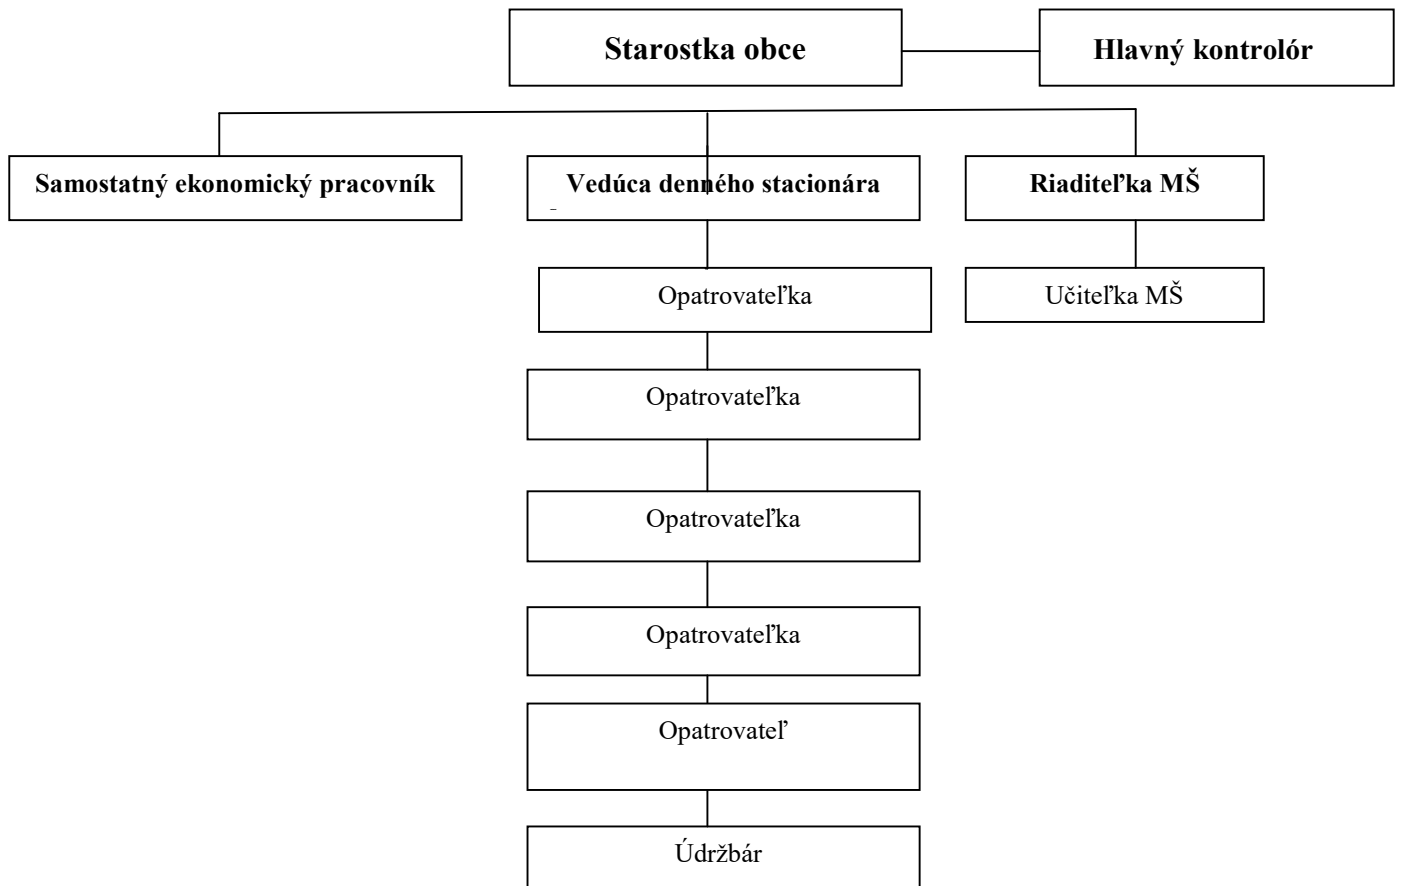 Starostka obce
Hlavný kontrolór
Samostatný ekonomický pracovník
Vedúca denného stacionára
Riaditeľka MŠ
Opatrovateľka
Učiteľka MŠ
Opatrovateľka
Opatrovateľka
Opatrovateľka
Opatrovateľ
Údržbár